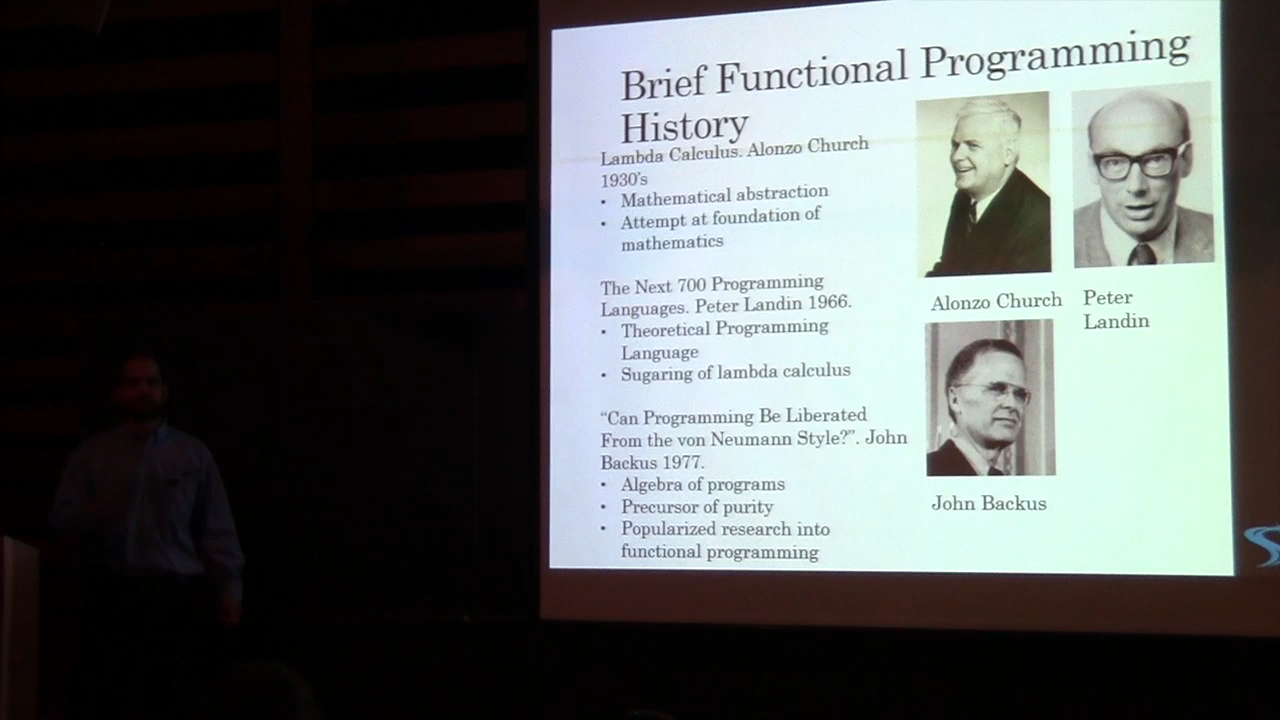 Brief Functional Programming
History
Lambda Calculus. Alonzo Church
1930's
• Mathematical abstraction
• Attempt at foundation of
mathematics
The Next 700 Programming
Languages. Peter Landin 1966.
• Theoretical Programming
Language
• Sugaring of lambda calculus
“Can Programming Be Liberated
From the von Neumann Style?”. John
Backus 1977.
• Algebra of programs
• Precursor of purity
• Popularized research into
functional programming
Alonzo Church
Peter
Landin
John Backus